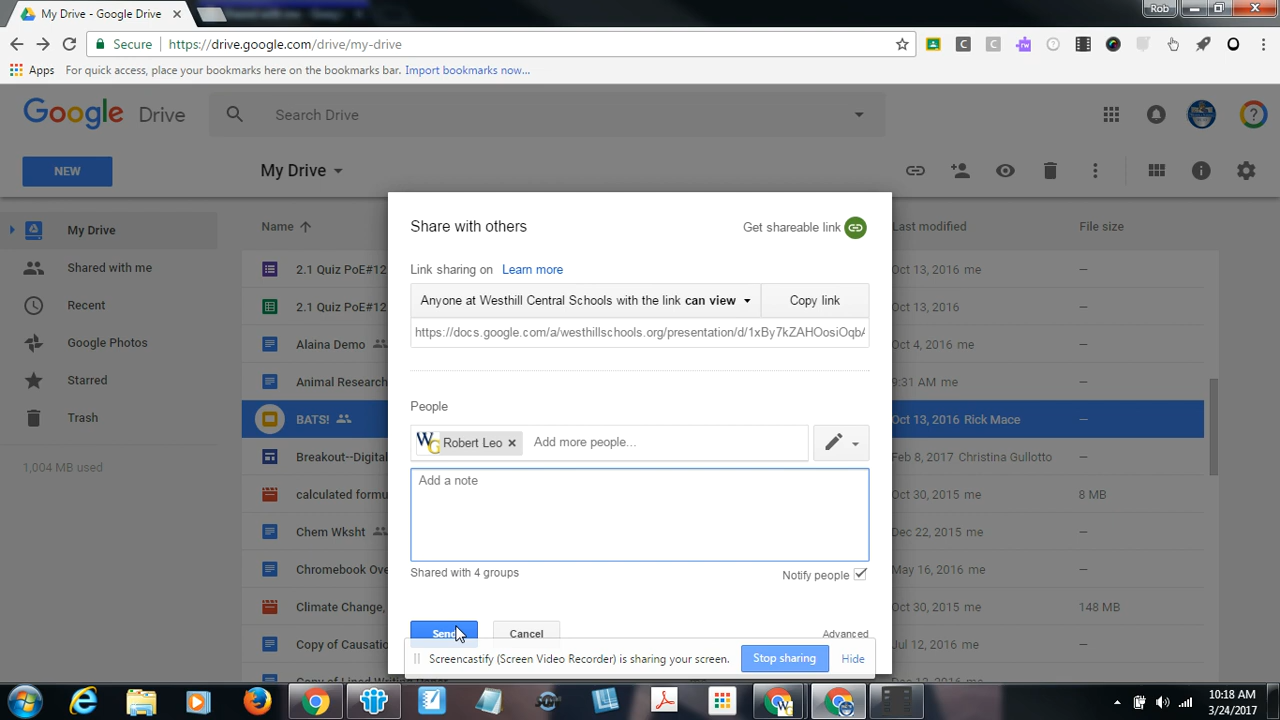 My Drive - Google Drive
Rob
Secure
https://drive.google.com/drive/my-drive
Apps
For quick access, place your bookmarks here on the bookmarks bar. Import bookmarks now...
Google Drive
Search Drive
NEW
My Drive
My Drive
Shared with me
Recent
Google Photos
Starred
Trash
1,004 MB used
Name
Last modified
File size
2.1 Quiz PoE#12
Oct 13, 2016 me
—
2.1 Quiz PoE#12
Oct 13, 2016
—
Alaina Demo
Oct 4, 2016 me
—
Animal Research
9:31 AM me
—
BATS!
Oct 13, 2016 Rick Mace
—
Breakout--Digital
Feb 8, 2017 Christina Gullotto
—
calculated formu
Oct 30, 2015 me
8 MB
Chem Wksht
Dec 22, 2015 me
—
Chromebook Over
May 16, 2016 me
—
Climate Change,
Oct 30, 2015 me
148 MB
Copy of Causation
Jul 12, 2016 me
—
Copy of Lined Writing
Share with others
Get shareable link
Link sharing on Learn more
Anyone at Westhill Central Schools with the link can view
Copy link
https://docs.google.com/a/westhillschools.org/presentation/d/1xBy7kZAHOosiOqbA
People
WG
Robert Leo
Add more people...
Add a note
Shared with 4 groups
Notify people
Send
Cancel
Advanced
Screencastify (Screen Video Recorder) is sharing your screen.
Stop sharing
Hide
10:18 AM
3/24/2017